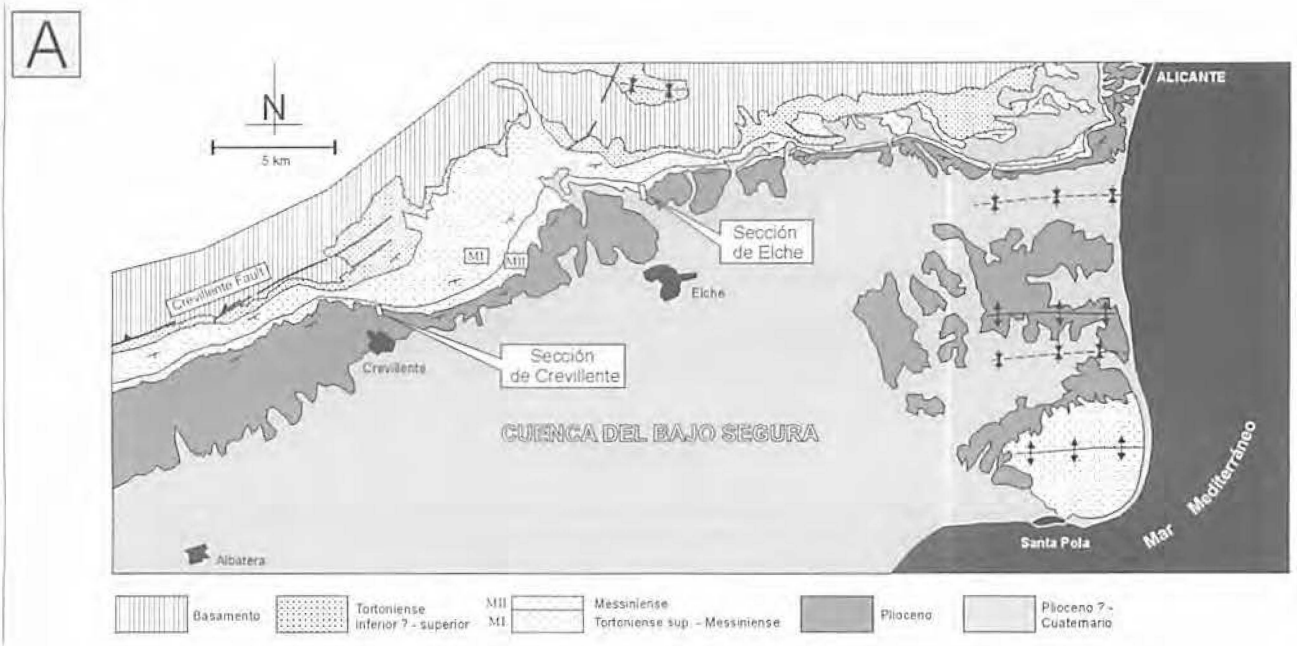 A
ALICANTE
N
5 km
Sección
de Elche
MI
MII
Crevillente Fault
Elche
Sección
de Crevillente
Crevillente
CUENCA DEL BAJO SEGURA
Mar Mediterráneo
Santa Pola
Albatera
Basamento
Tortoniense
inferior ? - superior
MII
MI
Messiniense
Tortoniense sup. - Messiniense
Plioceno
Plioceno ? -
Cuaternario